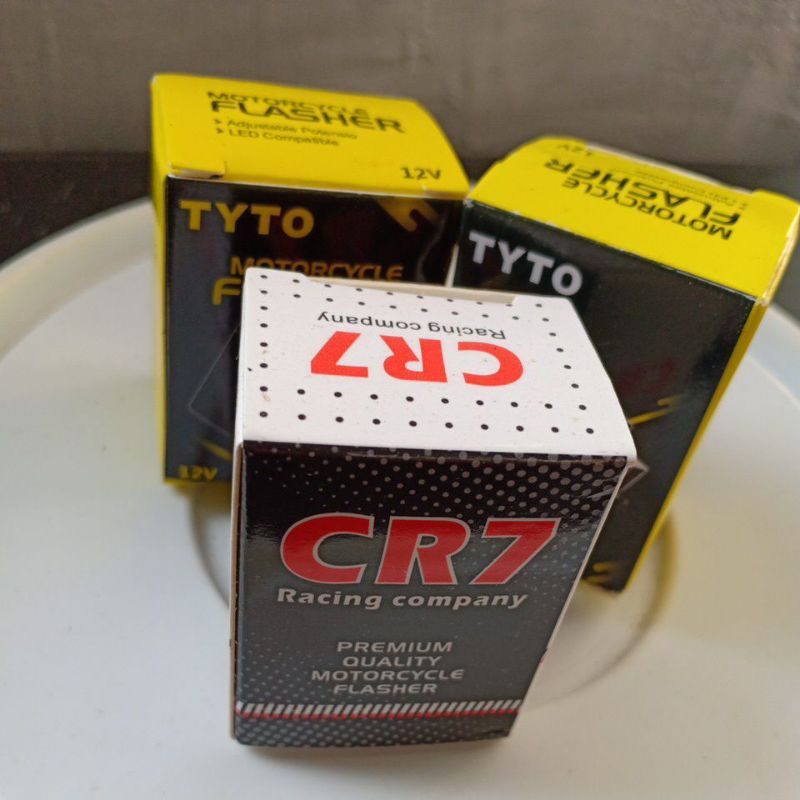 MOTORCYCLE
FLASHER
> Adjustable Potensio
> LED Compatible
12V
TYTO
MOTORCYCLE
12V
12V
MOTORCYCLE
FLASHER
TYTO
Racing company
CR7
CR7
Racing company
PREMIUM
QUALITY
MOTORCYCLE
FLASHER